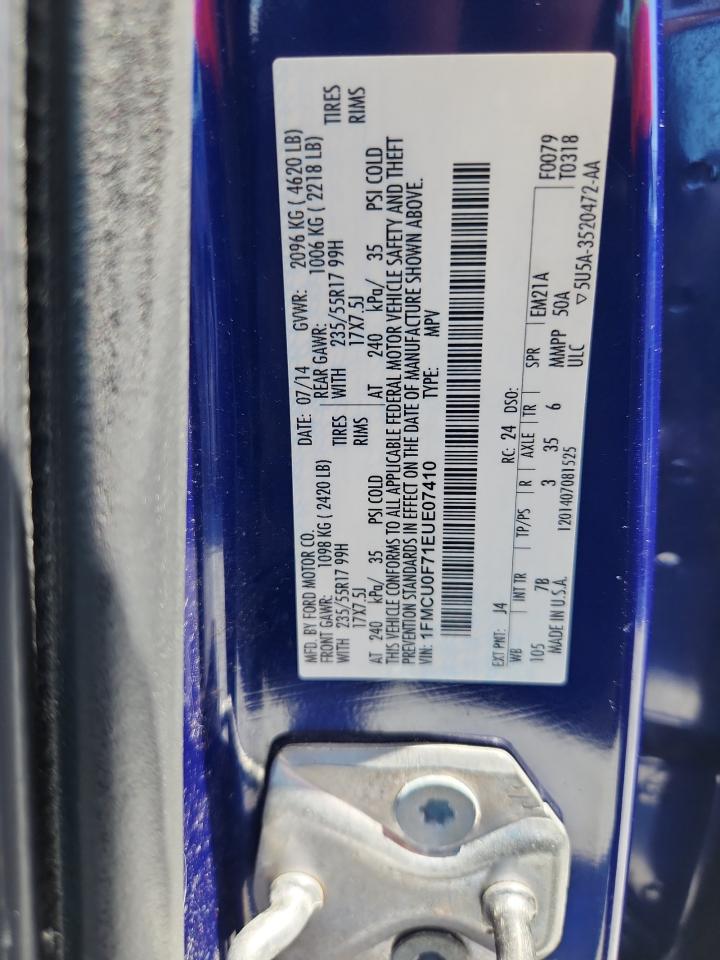 MFD. BY FORD MOTOR CO. DATE: 07/14 GVWR: 2096 KG ( 4620 LB)
FRONT GAWR: 1098 KG ( 2420 LB) REAR GAWR: 1006 KG ( 2218 LB)
WITH 235/55R17 99H TIRES WITH 235/55R17 99H TIRES
17X7.5J RIMS 17X7.5J RIMS
AT 240 kPa/ 35 PSI COLD AT 240 kPa/ 35 PSI COLD
THIS VEHICLE CONFORMS TO ALL APPLICABLE FEDERAL MOTOR VEHICLE SAFETY AND THEFT
PREVENTION STANDARDS IN EFFECT ON THE DATE OF MANUFACTURE SHOWN ABOVE.
VIN: 1FMCU0F71EUE07410 TYPE: MPV
EXT PNT: J4 RC: 24 DSO: F0079
WB INT TR TP/PS R AXLE TR SPR EM21A T0318
105 7B 3 35 6 MMPP 50A
MADE IN U.S.A. 1201407081525 ULC ▽5U5A-3520472-AA